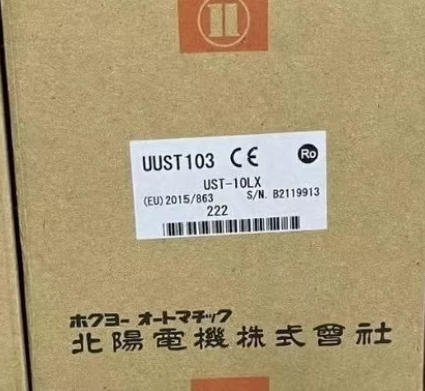 UUST103 CE Ro
UST-10LX
(EU)2015/863 S/N. B2119913
222
ホクヨー オートマチック
北陽電機株式會社